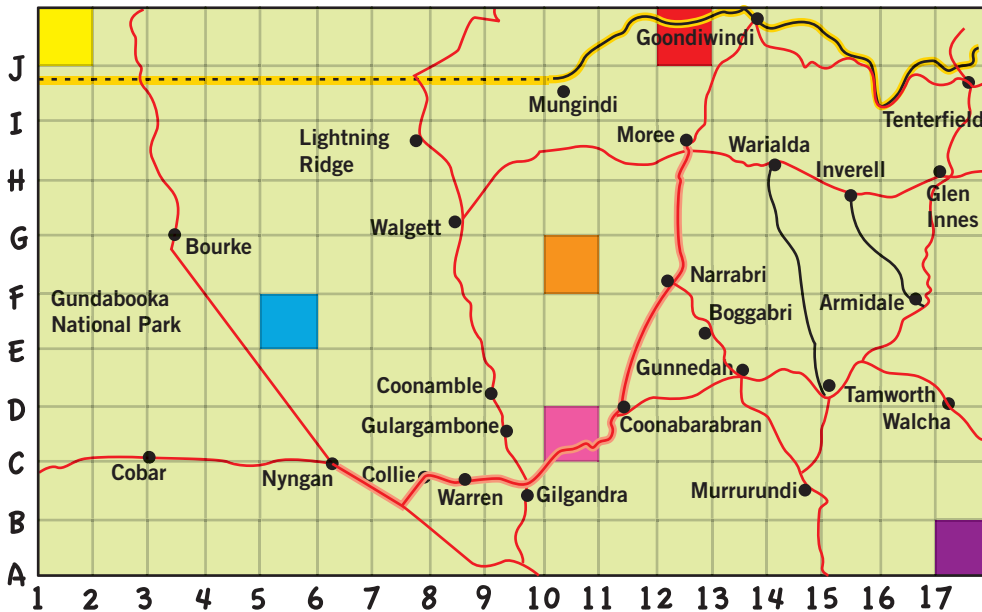 Goondiwindi
J
Mungindi
Tenterfield
I
Lightning
Ridge
Moree
Warialda
Inverell
H
Glen
Innes
Walgett
G
Bourke
Narrabri
Gundabooka
National Park
F
Boggabri
Armidale
E
Gunnedah
Coonamble
Tamworth
D
Gulargambone
Coonabarabran
Walcha
C
Cobar
Nyngan
Collie
Warren
Gilgandra
Murrurundi
B
A
1 2 3 4 5 6 7 8 9 10 11 12 13 14 15 16 17